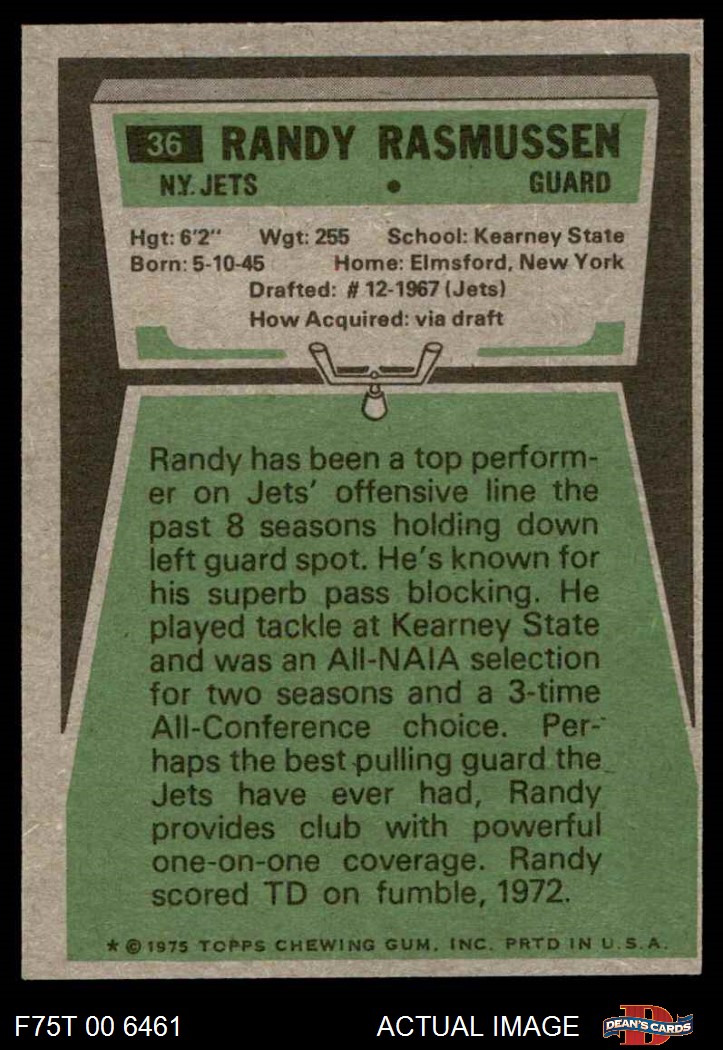 36 RANDY RASMUSSEN
N.Y. JETS • GUARD
Hgt: 6'2" Wgt: 255 School: Kearney State
Born: 5-10-45 Home: Elmsford, New York
Drafted: # 12-1967 (Jets)
How Acquired: via draft
Randy has been a top perform-
er on Jets' offensive line the
past 8 seasons holding down
left guard spot. He's known for
his superb pass blocking. He
played tackle at Kearney State
and was an All-NAIA selection
for two seasons and a 3-time
All-Conference choice. Per-
haps the best pulling guard the
Jets have ever had, Randy
provides club with powerful
one-on-one coverage. Randy
scored TD on fumble, 1972.
* © 1975 TOPPS CHEWING GUM, INC. PRTD IN U.S.A.
F75T 00 6461 ACTUAL IMAGE D DEAN'S CARDS